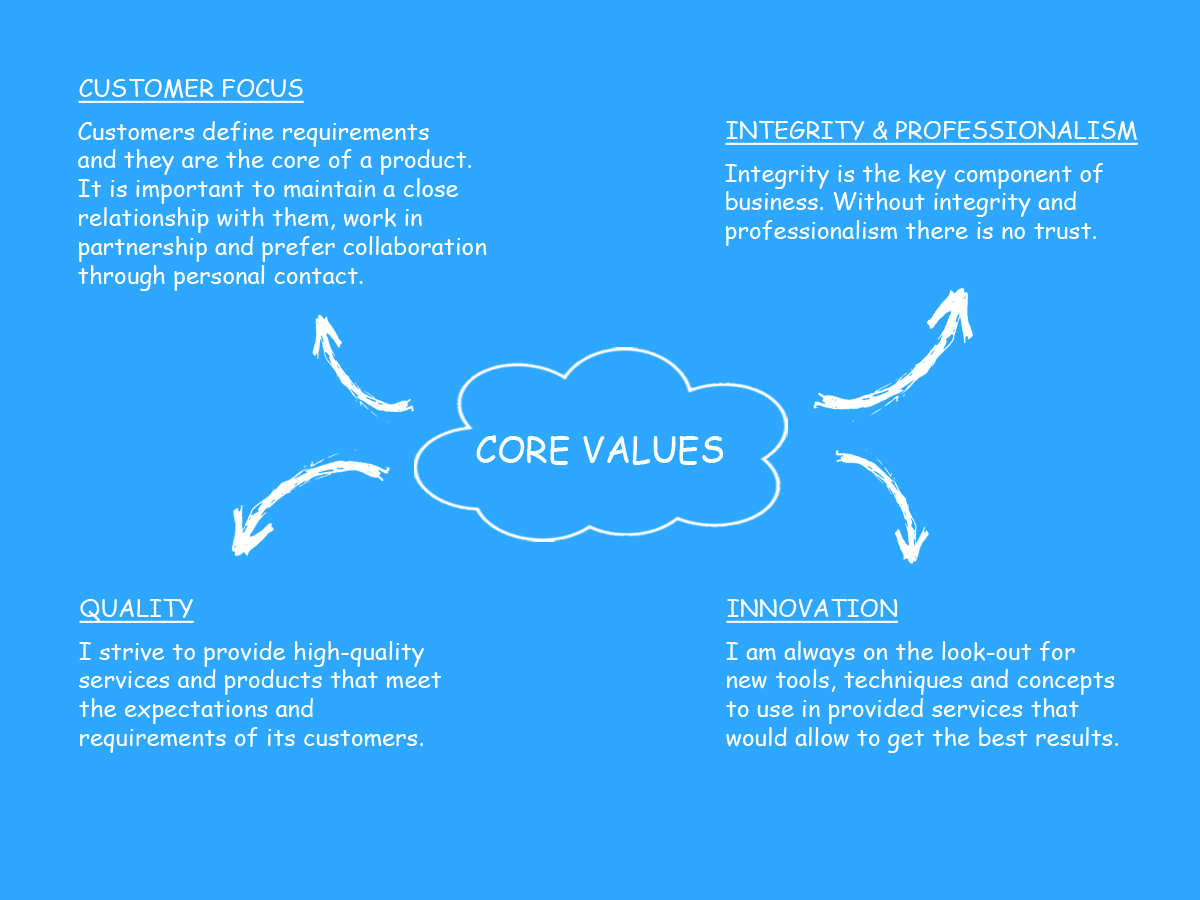 CUSTOMER FOCUS
Customers define requirements
and they are the core of a product.
It is important to maintain a close
relationship with them, work in
partnership and prefer collaboration
through personal contact.
INTEGRITY & PROFESSIONALISM
Integrity is the key component of
business. Without integrity and
professionalism there is no trust.
CORE VALUES
QUALITY
I strive to provide high-quality
services and products that meet
the expectations and
requirements of its customers.
INNOVATION
I am always on the look-out for
new tools, techniques and concepts
to use in provided services that
would allow to get the best results.